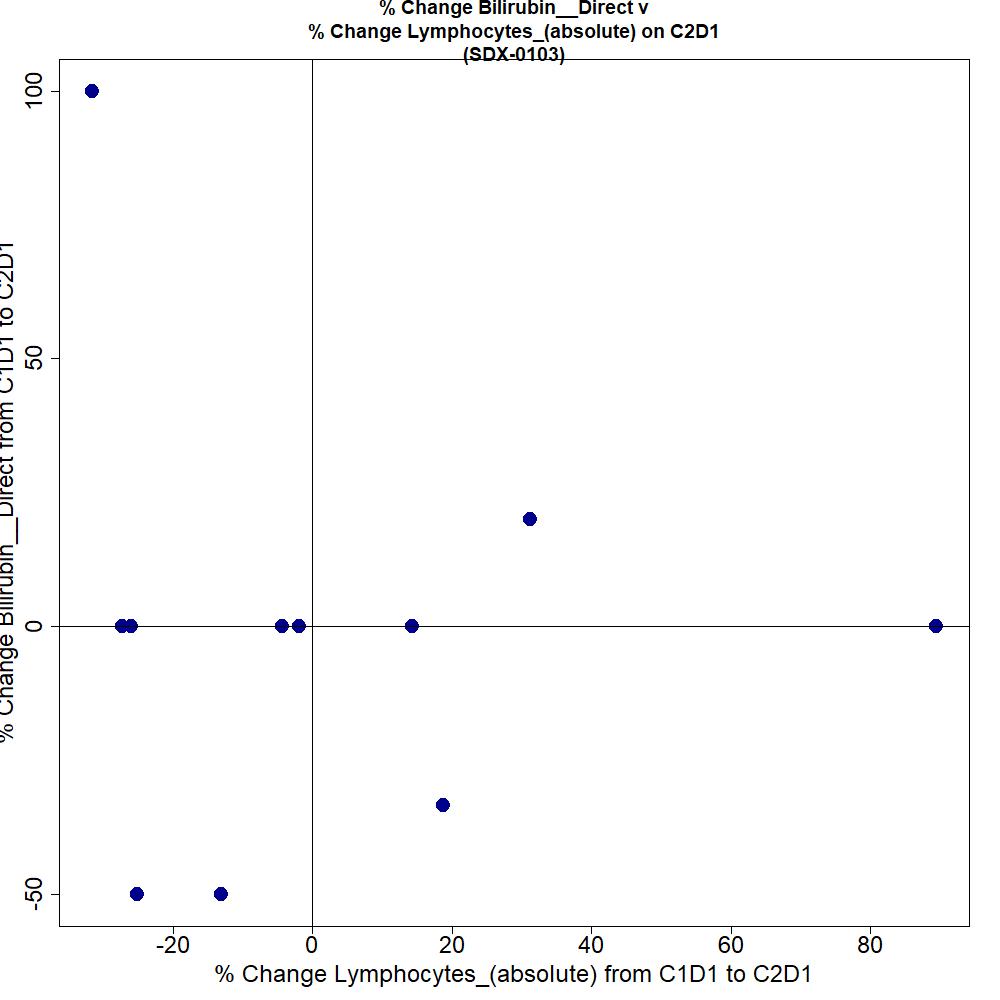 % Change Bilirubin__Direct v
% Change Lymphocytes_(absolute) on C2D1
(SDX-0103)
% Change Bilirubin__Direct from C1D1 to C2D1
100
50
0
-50
-20
0
20
40
60
80
% Change Lymphocytes_(absolute) from C1D1 to C2D1